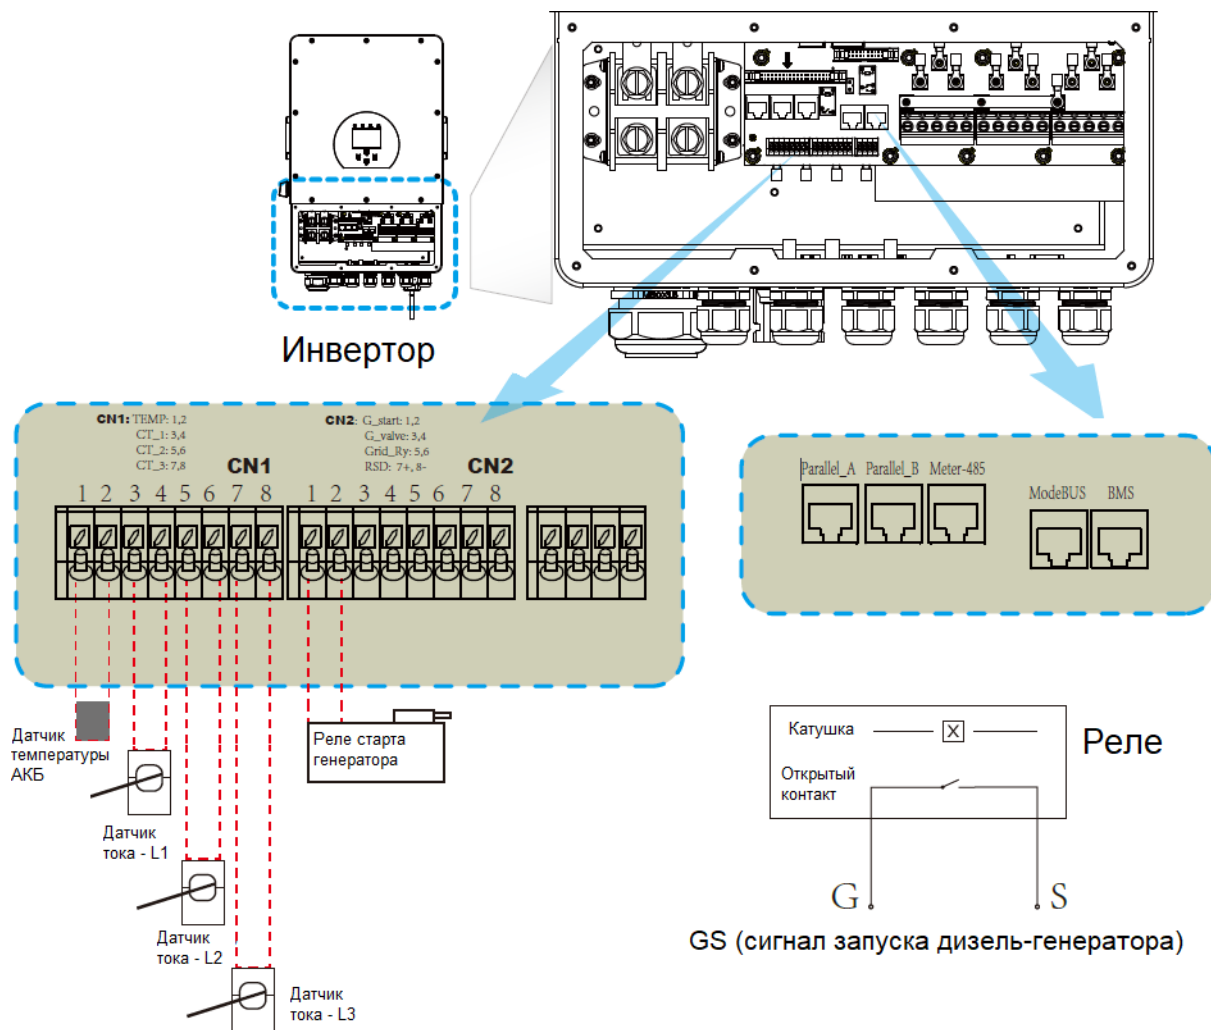 Инвертор
CN1: TEMP: 1,2
CT_1: 3,4
CT_2: 5,6
CT_3: 7,8
CN1
CN2: G_start: 1,2
G_valve: 3,4
Grid_Ry: 5,6
RSD: 7+, 8-
CN2
1 2 3 4 5 6 7 8
1 2 3 4 5 6 7 8
Parallel_A Parallel_B Meter-485
ModeBUS BMS
Датчик
температуры
АКБ
Реле старта
генератора
Датчик
тока - L1
Датчик
тока - L2
Датчик
тока - L3
Катушка
X
Реле
Открытый
контакт
G S
GS (сигнал запуска дизель-генератора)